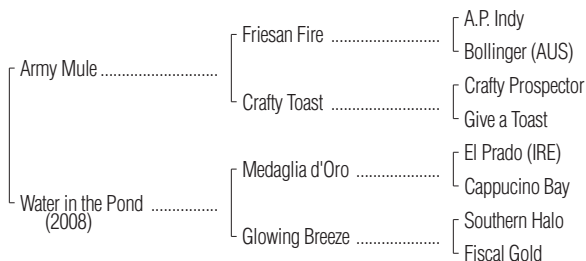 A.P. Indy
Friesan Fire ........................
Bollinger (AUS)
Army Mule ..........................
Crafty Prospector
Crafty Toast ........................
Give a Toast
El Prado (IRE)
Medaglia d'Oro ..................
Cappucino Bay
Water in the Pond ...............
(2008)
Southern Halo
Glowing Breeze ..................
Fiscal Gold